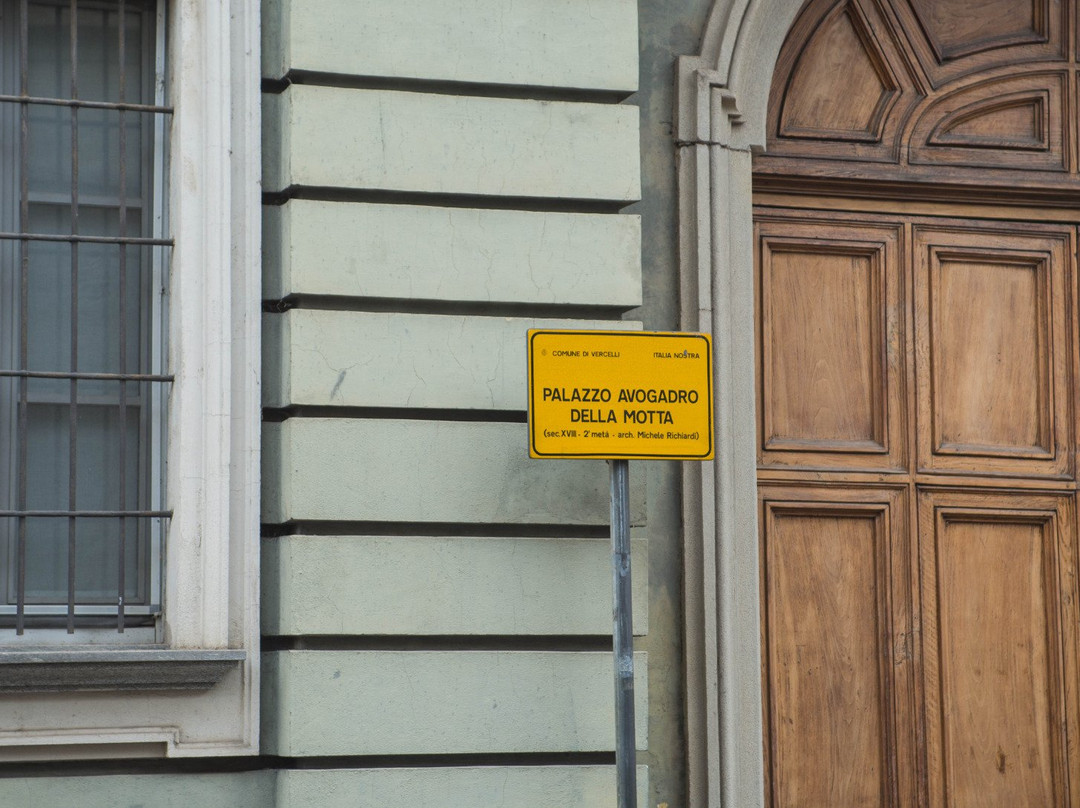 COMUNE DI VERCELLI ITALIA NOSTRA
PALAZZO AVOGADRO
DELLA MOTTA
(sec. XVIII - 2ª metà - arch. Michele Richiardi)